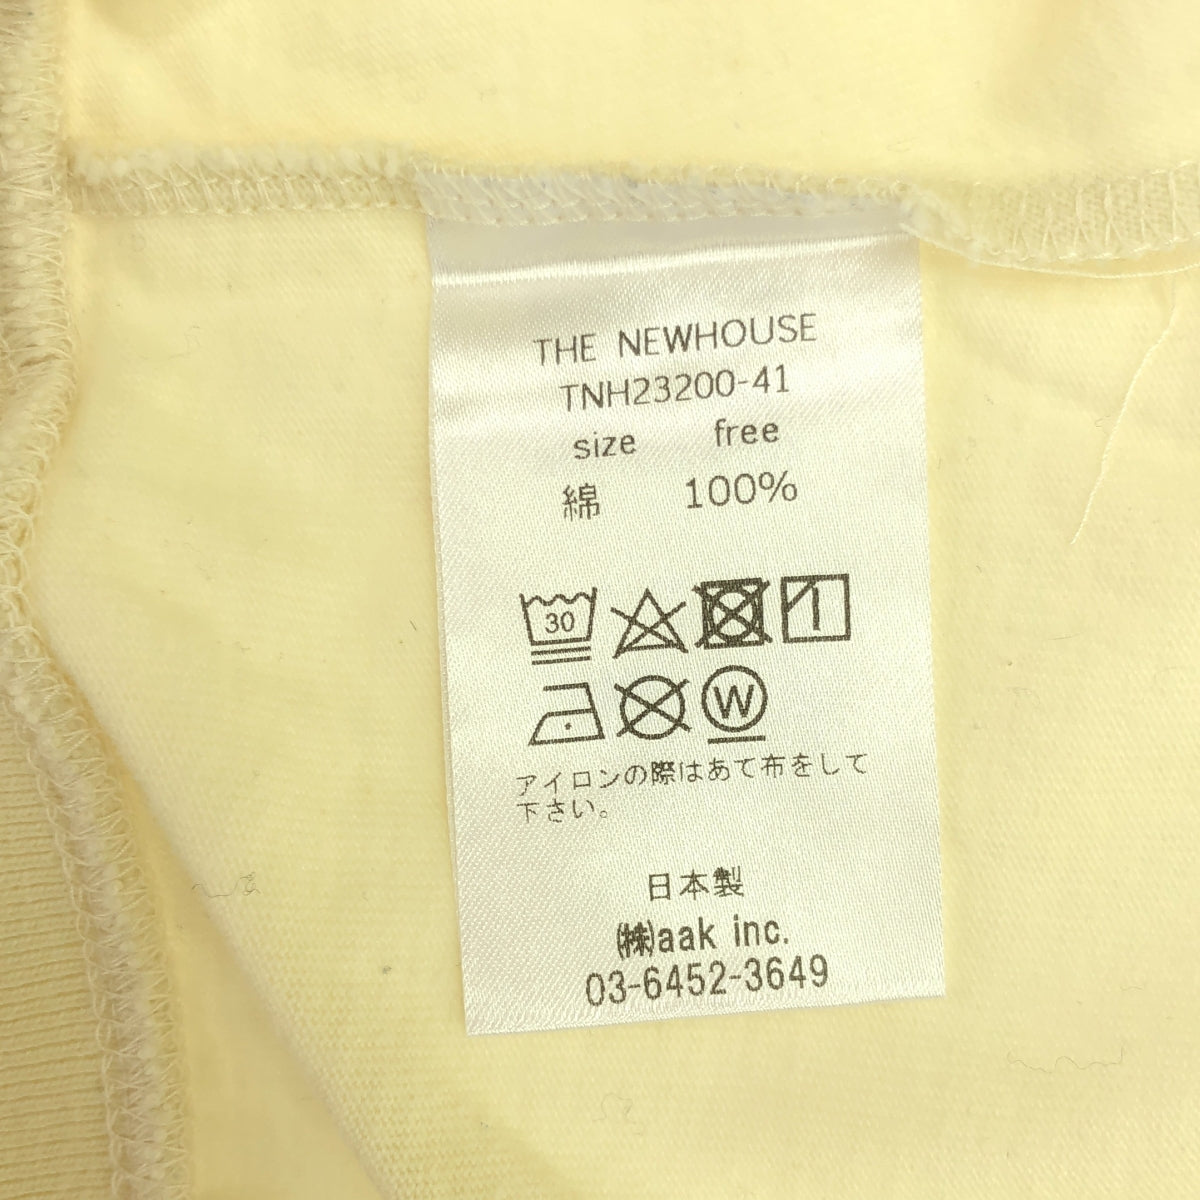 THE NEWHOUSE
TNH23200-41
size free
綿 100%
30
W
アイロンの際はあて布をして
下さい。
日本製
㈱aak inc.
03-6452-3649